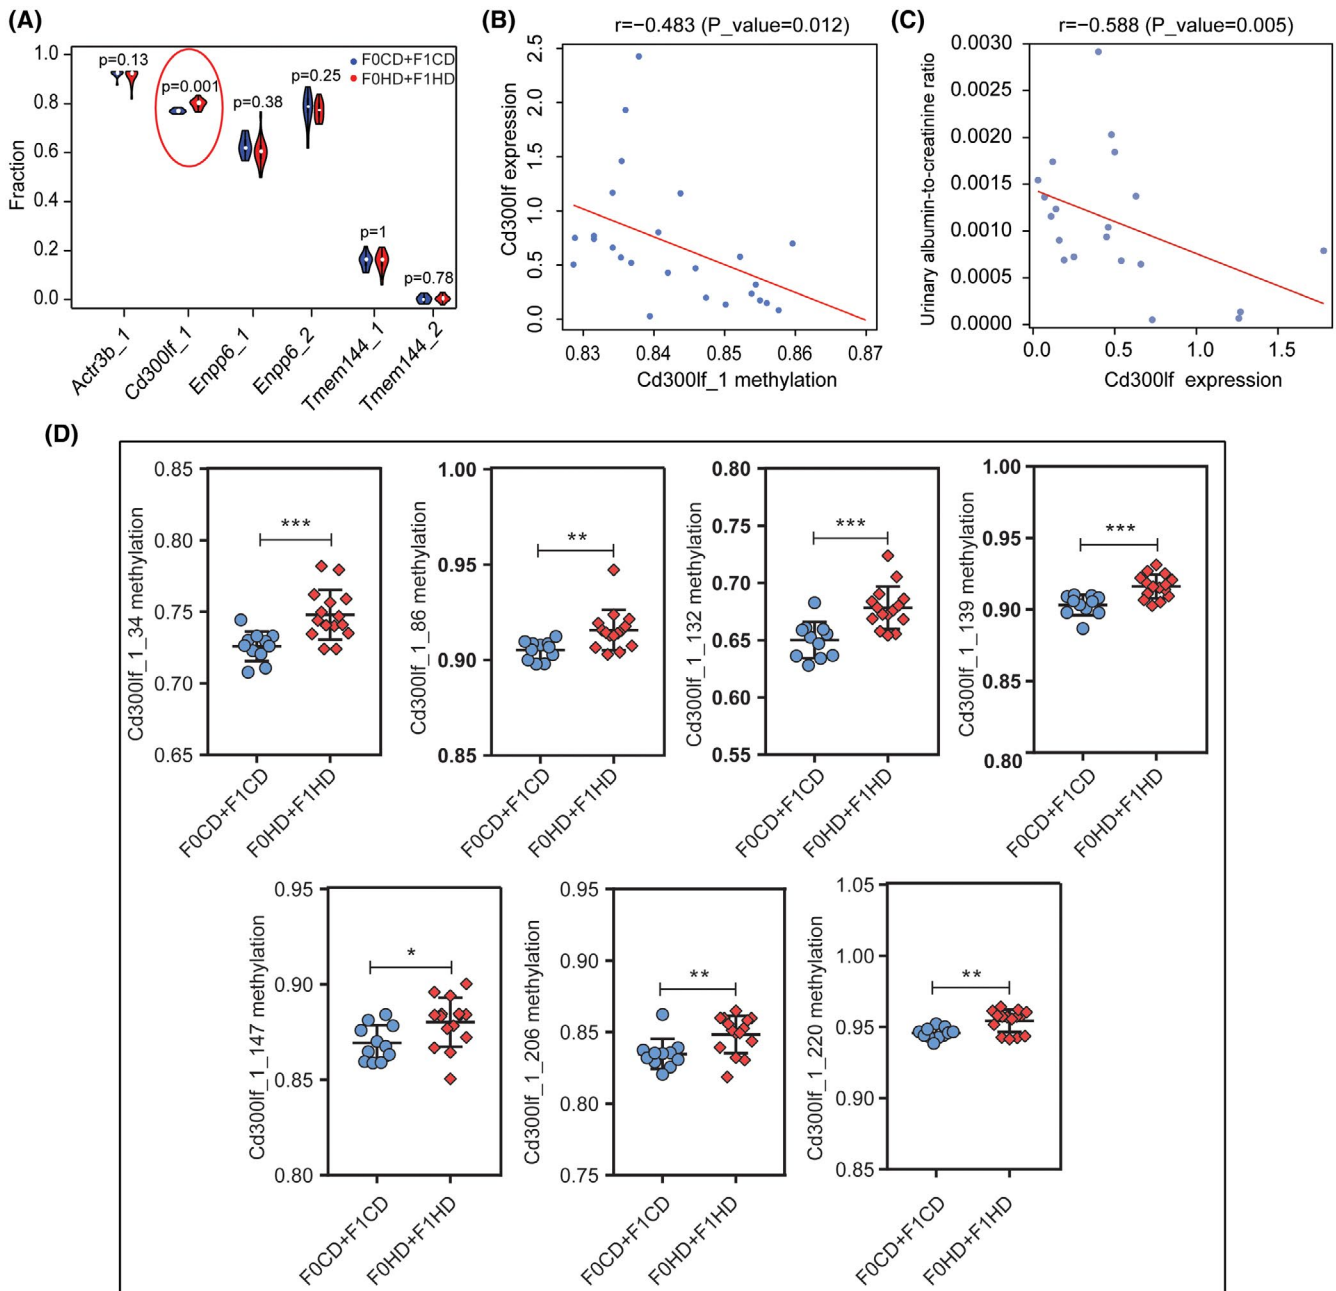 (A)
1.0
0.8
0.6
0.4
0.2
0.0
Fraction
p=0.13
p=0.001
p=0.38
p=0.25
p=1
p=0.78
F0CD+F1CD
F0HD+F1HD
Actr3b_1
Cd300lf_1
Enpp6_1
Enpp6_2
Tmem144_1
Tmem144_2
(B)
r=−0.483 (P_value=0.012)
2.5
2.0
1.5
1.0
0.5
0.0
Cd300lf expression
0.83
0.84
0.85
0.86
0.87
Cd300lf_1 methylation
(C)
r=−0.588 (P_value=0.005)
0.0030
0.0020
0.0015
0.0010
0.0005
0.0000
Urinary albumin-to-creatinine ratio
0.0
0.5
1.0
1.5
Cd300lf expression
(D)
0.85
0.80
0.75
0.70
0.65
Cd300lf_1_34 methylation
***
F0CD+F1CD
F0HD+F1HD
1.00
0.95
0.90
0.85
Cd300lf_1_86 methylation
**
F0CD+F1CD
F0HD+F1HD
0.80
0.75
0.70
0.65
0.60
0.55
Cd300lf_1_132 methylation
***
F0CD+F1CD
F0HD+F1HD
1.00
0.95
0.90
0.85
0.80
Cd300lf_1_139 methylation
***
F0CD+F1CD
F0HD+F1HD
0.95
0.90
0.85
0.80
Cd300lf_1_147 methylation
*
F0CD+F1CD
F0HD+F1HD
0.95
0.90
0.85
0.80
0.75
Cd300lf_1_206 methylation
**
F0CD+F1CD
F0HD+F1HD
1.05
1.00
0.95
0.90
0.85
Cd300lf_1_220 methylation
**
F0CD+F1CD
F0HD+F1HD